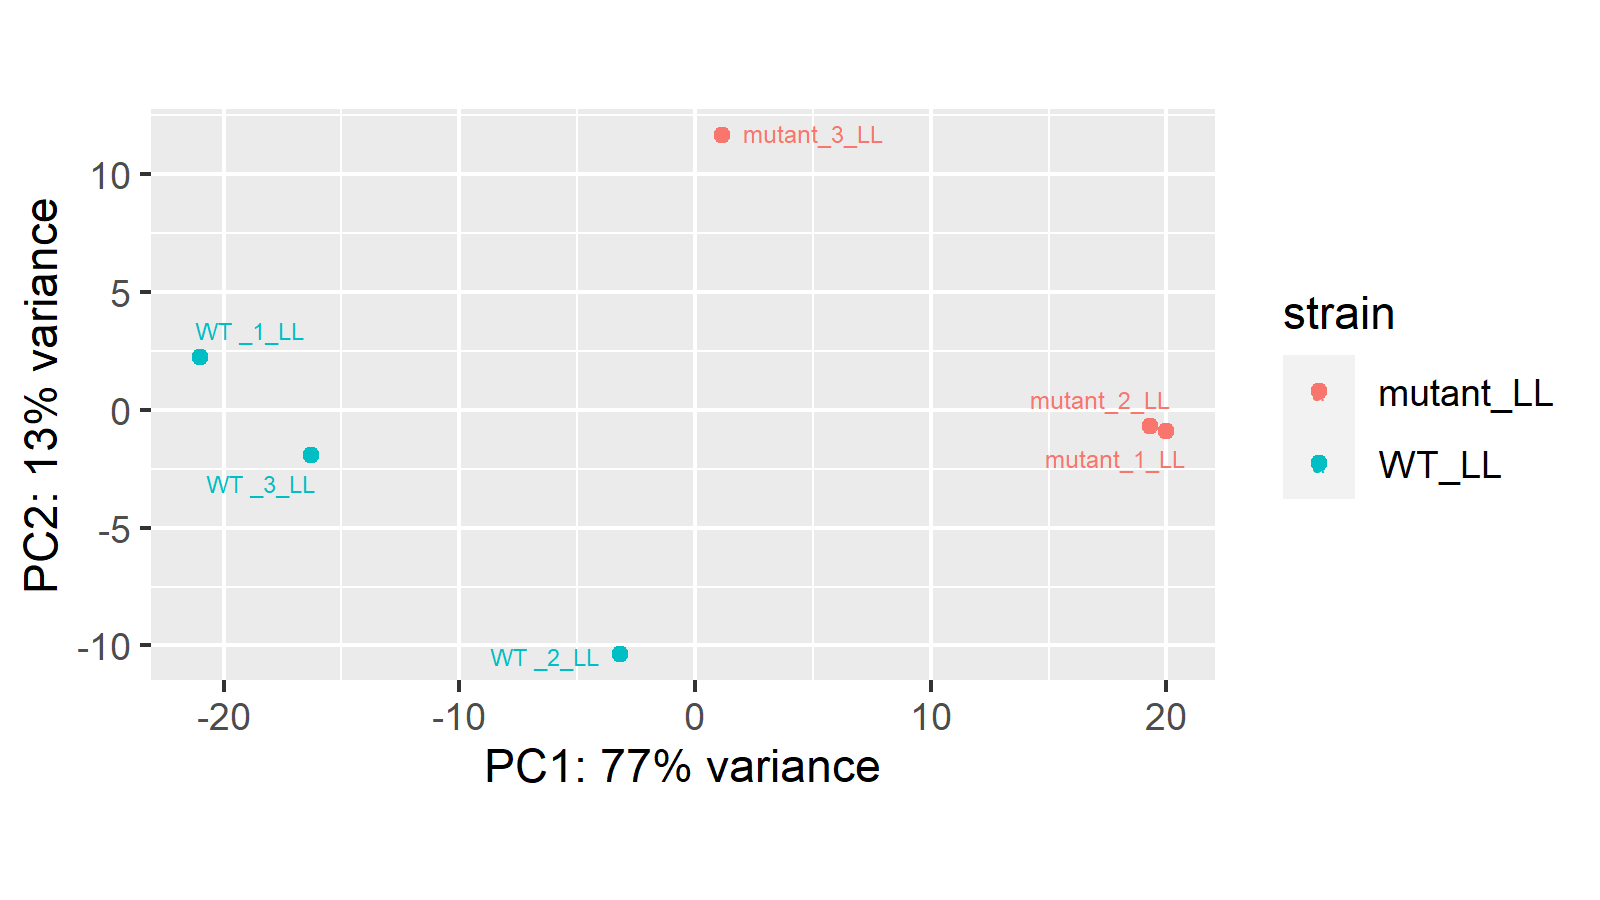 mutant_3_LL
10
5
WT _1_LL
0
mutant_2_LL
mutant_1_LL
WT _3_LL
-5
-10
WT _2_LL
-20
-10
0
10
20
PC1: 77% variance
PC2: 13% variance
strain
mutant_LL
WT_LL